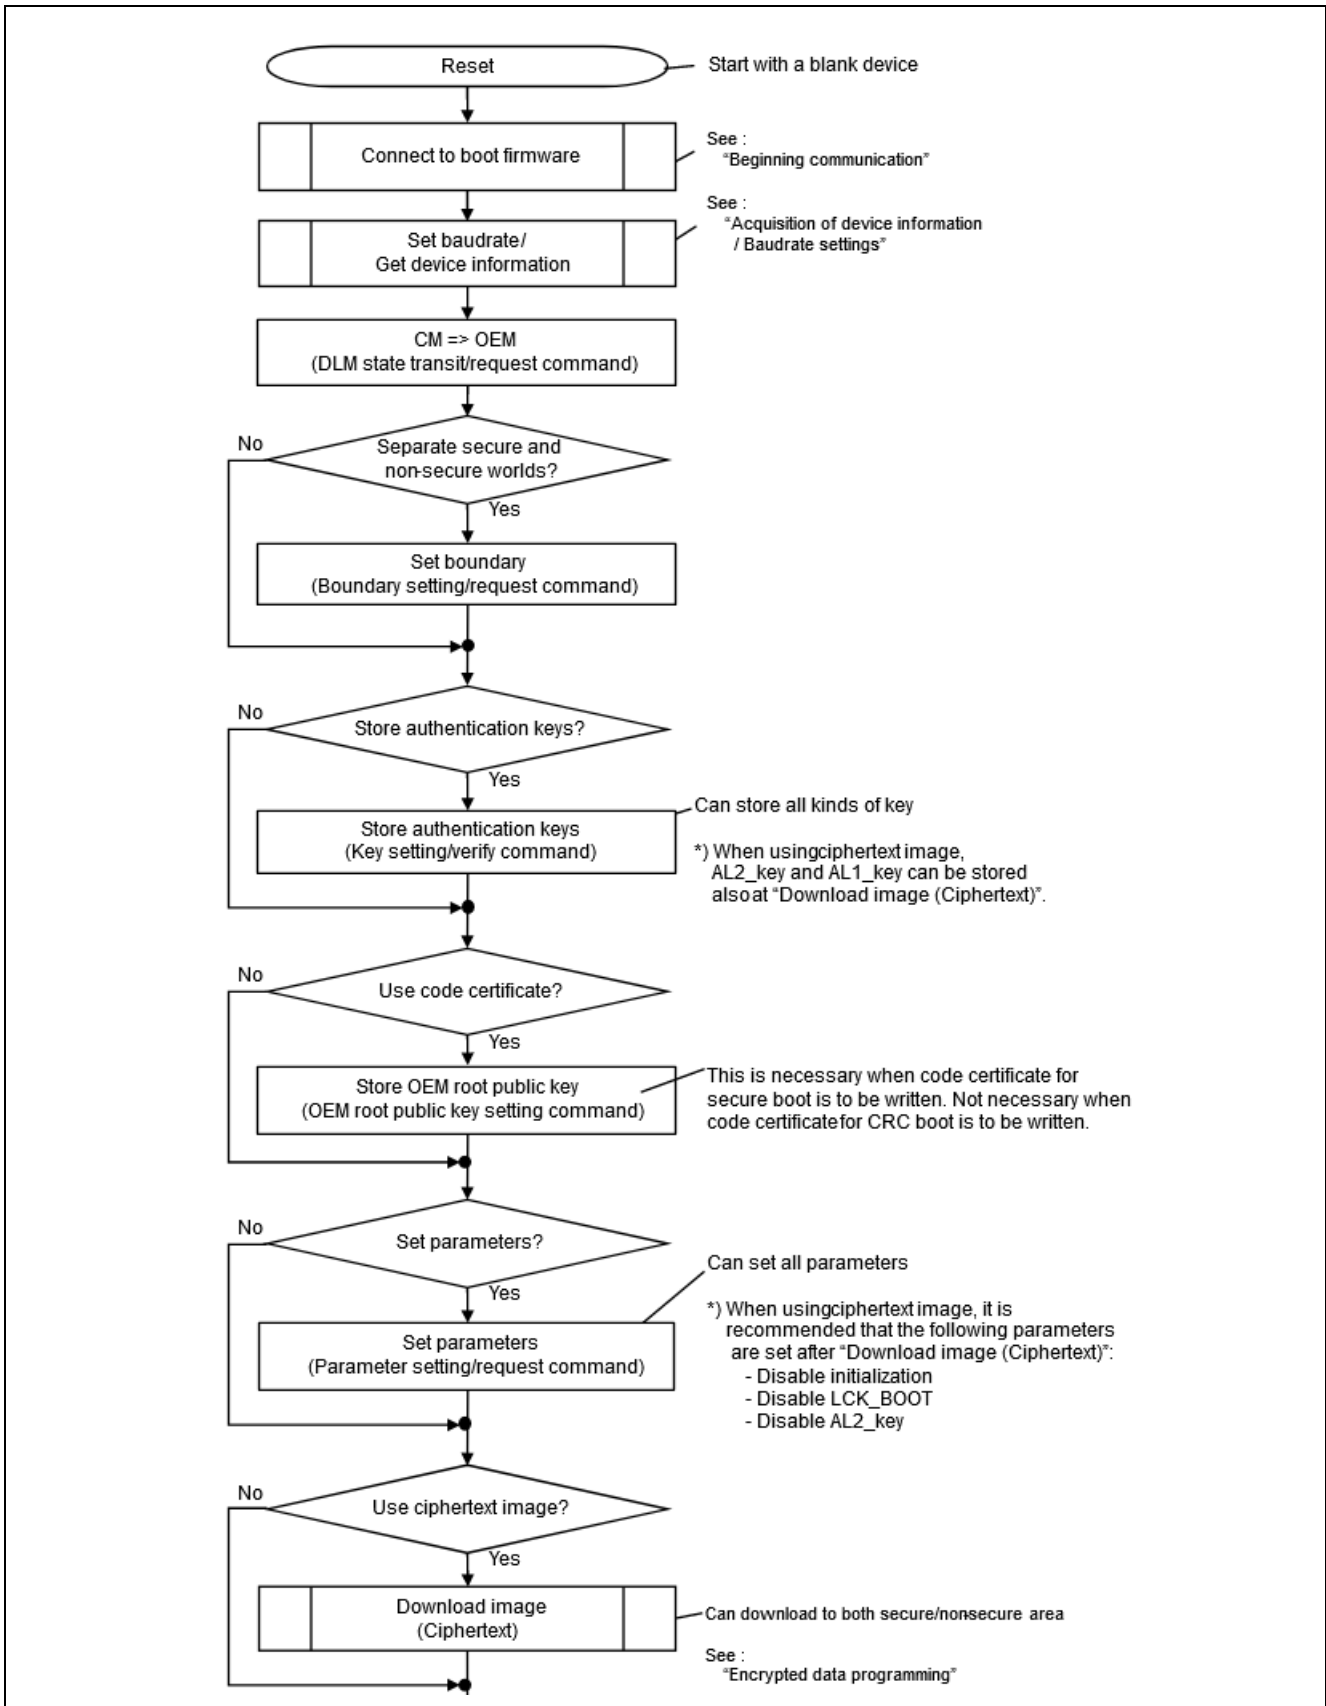 Reset
Start with a blank device
Connect to boot firmware
See :
“Beginning communication”
Set baudrate/
Get device information
See :
“Acquisition of device information
/ Baudrate settings”
CM => OEM
(DLM state transit/request command)
No
Separate secure and
non-secure worlds?
Yes
Set boundary
(Boundary setting/request command)
No
Store authentication keys?
Yes
Store authentication keys
(Key setting/verify command)
Can store all kinds of key
*) When usingciphertext image,
AL2_key and AL1_key can be stored
alsoat “Download image (Ciphertext)”.
No
Use code certificate?
Yes
Store OEM root public key
(OEM root public key setting command)
This is necessary when code certificate for
secure boot is to be written. Not necessary when
code certificatefor CRC boot is to be written.
No
Set parameters?
Yes
Set parameters
(Parameter setting/request command)
Can set all parameters
*) When usingciphertext image, it is
recommended that the following parameters
are set after “Download image (Ciphertext)”:
- Disable initialization
- Disable LCK_BOOT
- Disable AL2_key
No
Use ciphertext image?
Yes
Download image
(Ciphertext)
Can download to both secure/non-secure area
See :
“Encrypted data programming”